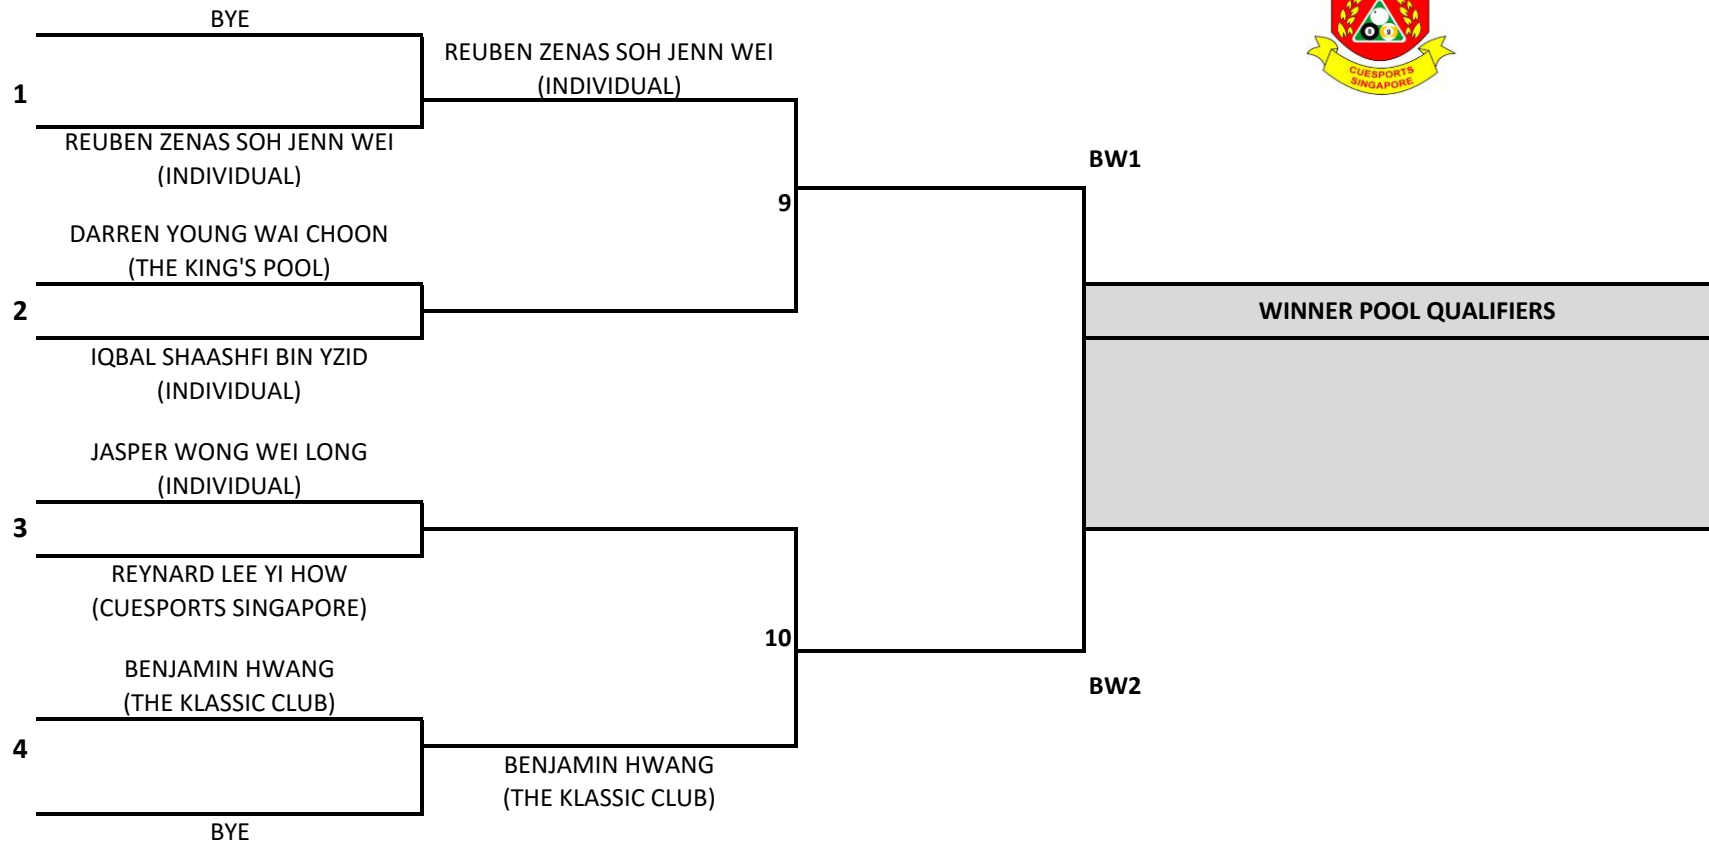 BYE
1
REUBEN ZENAS SOH JENN WEI
(INDIVIDUAL)
DARREN YOUNG WAI CHOON
(THE KING'S POOL)
2
IQBAL SHAASHFI BIN YZID
(INDIVIDUAL)
JASPER WONG WEI LONG
(INDIVIDUAL)
3
REYNARD LEE YI HOW
(CUESPORTS SINGAPORE)
BENJAMIN HWANG
(THE KLASSIC CLUB)
4
BYE
REUBEN ZENAS SOH JENN WEI
(INDIVIDUAL)
9
10
BENJAMIN HWANG
(THE KLASSIC CLUB)
BW1
BW2
CUESPORTS
SINGAPORE
WINNER POOL QUALIFIERS